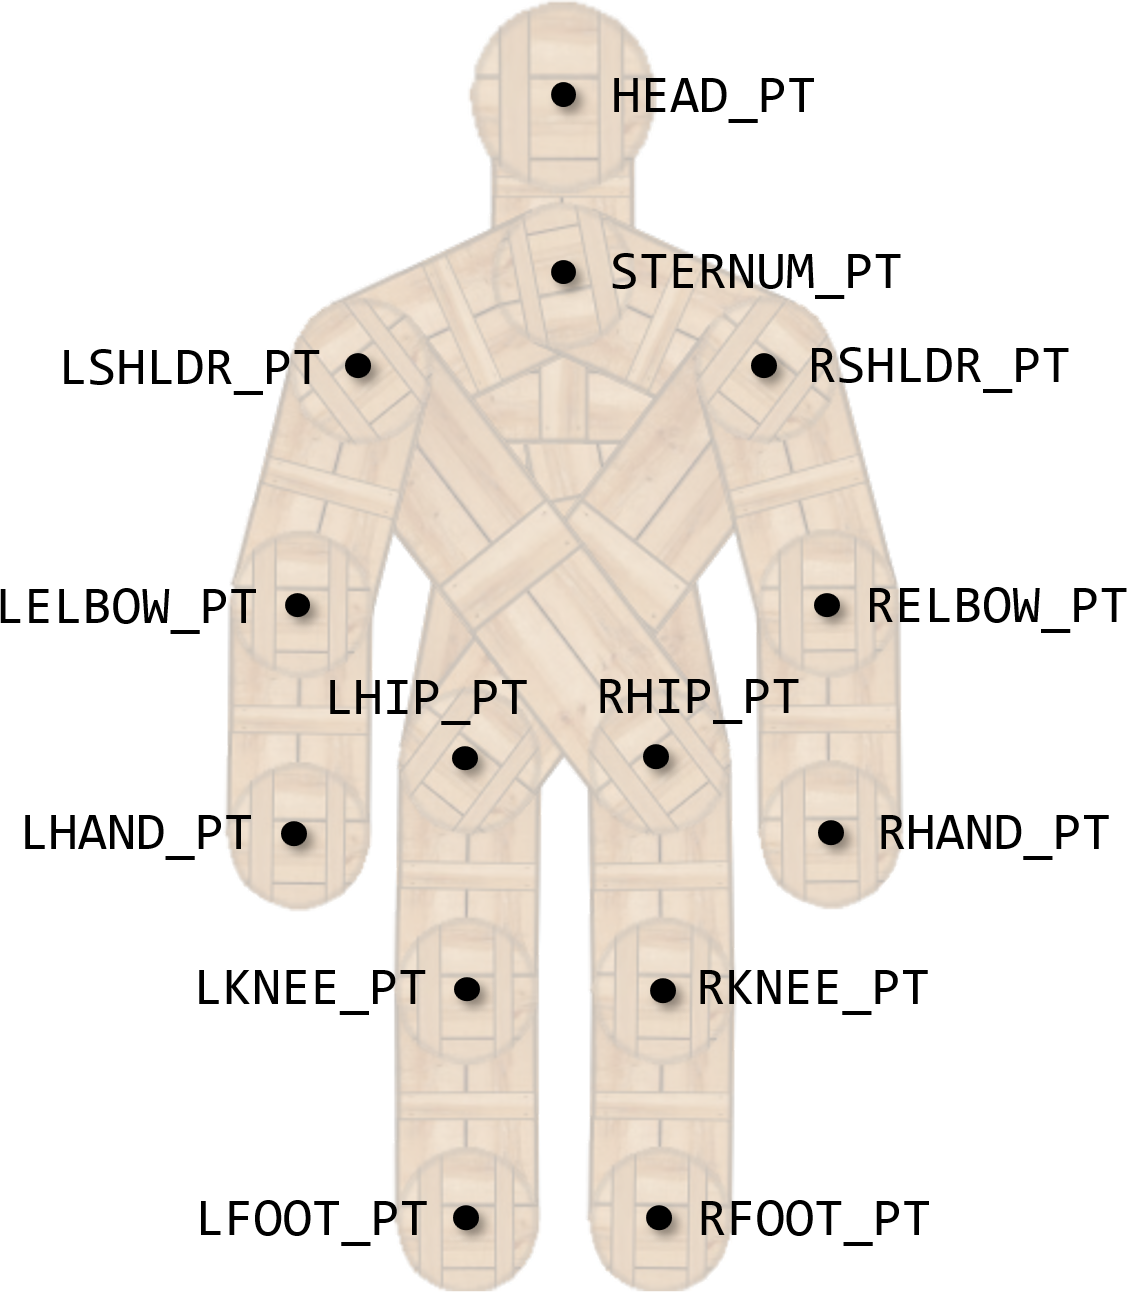 HEAD_PT
STERNUM_PT
LSHLDR_PT
RSHLDR_PT
LELBOW_PT
RELBOW_PT
LHIP_PT
RHIP_PT
LHAND_PT
RHAND_PT
LKNEE_PT
RKNEE_PT
LFOOT_PT
RFOOT_PT